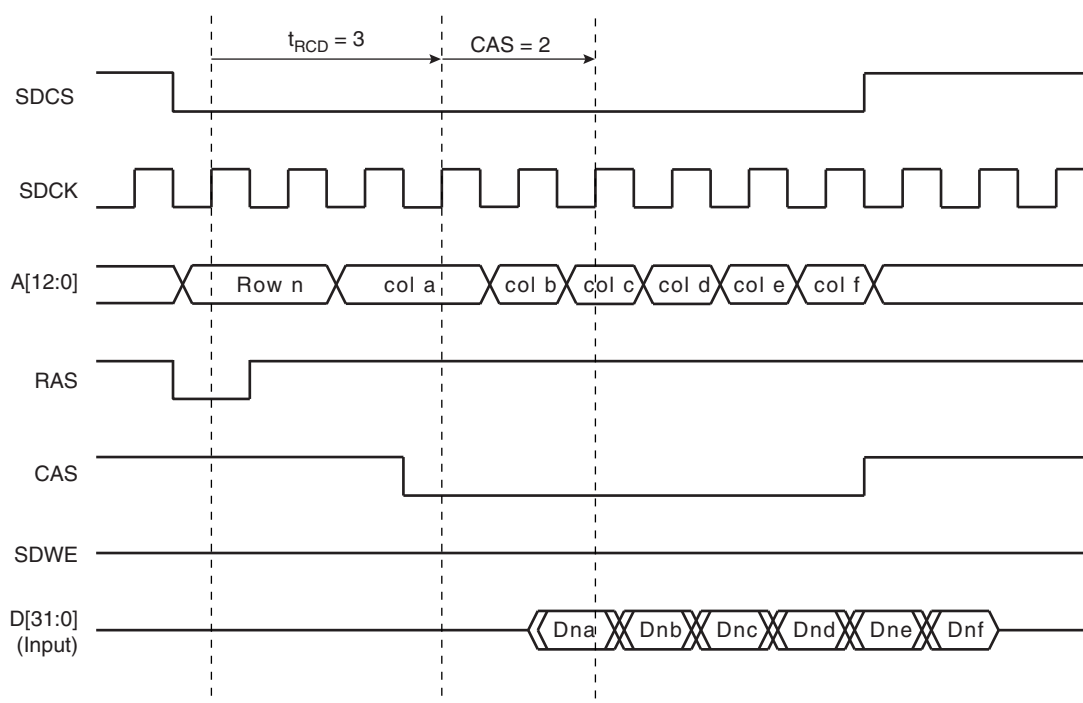 t_RCD = 3
CAS = 2
SDCS
SDCK
A[12:0]
Row n
col a
col b
col c
col d
col e
col f
RAS
CAS
SDWE
D[31:0]
(Input)
Dna
Dnb
Dnc
Dnd
Dne
Dnf